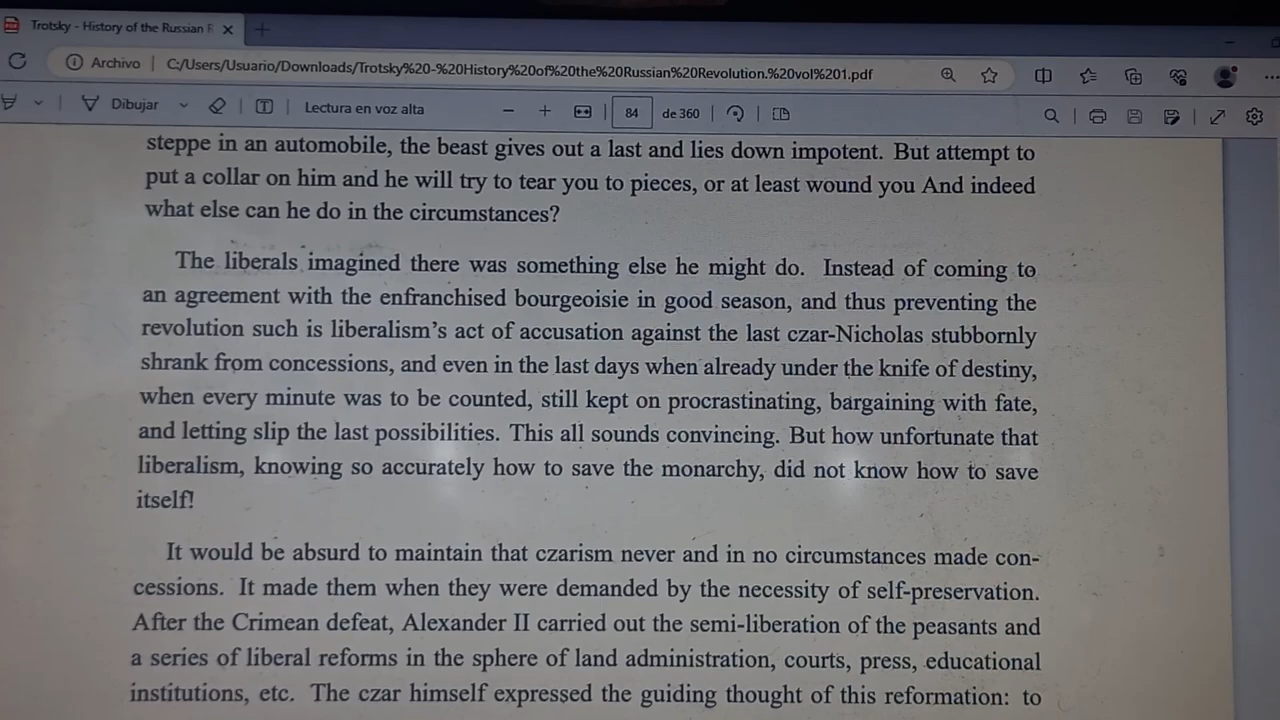 Trotsky - History of the Russian F
Archivo | C:/Users/Usuario/Downloads/Trotsky%20-%20History%20of%20the%20Russian%20Revolution.%20vol%201.pdf
Dibujar | Lectura en voz alta 84 de 360
steppe in an automobile, the beast gives out a last and lies down impotent. But attempt to
put a collar on him and he will try to tear you to pieces, or at least wound you And indeed
what else can he do in the circumstances?
The liberals imagined there was something else he might do. Instead of coming to
an agreement with the enfranchised bourgeoisie in good season, and thus preventing the
revolution such is liberalism's act of accusation against the last czar-Nicholas stubbornly
shrank from concessions, and even in the last days when already under the knife of destiny,
when every minute was to be counted, still kept on procrastinating, bargaining with fate,
and letting slip the last possibilities. This all sounds convincing. But how unfortunate that
liberalism, knowing so accurately how to save the monarchy, did not know how to save
itself!
It would be absurd to maintain that czarism never and in no circumstances made con-
cessions. It made them when they were demanded by the necessity of self-preservation.
After the Crimean defeat, Alexander II carried out the semi-liberation of the peasants and
a series of liberal reforms in the sphere of land administration, courts, press, educational
institutions, etc. The czar himself expressed the guiding thought of this reformation: to